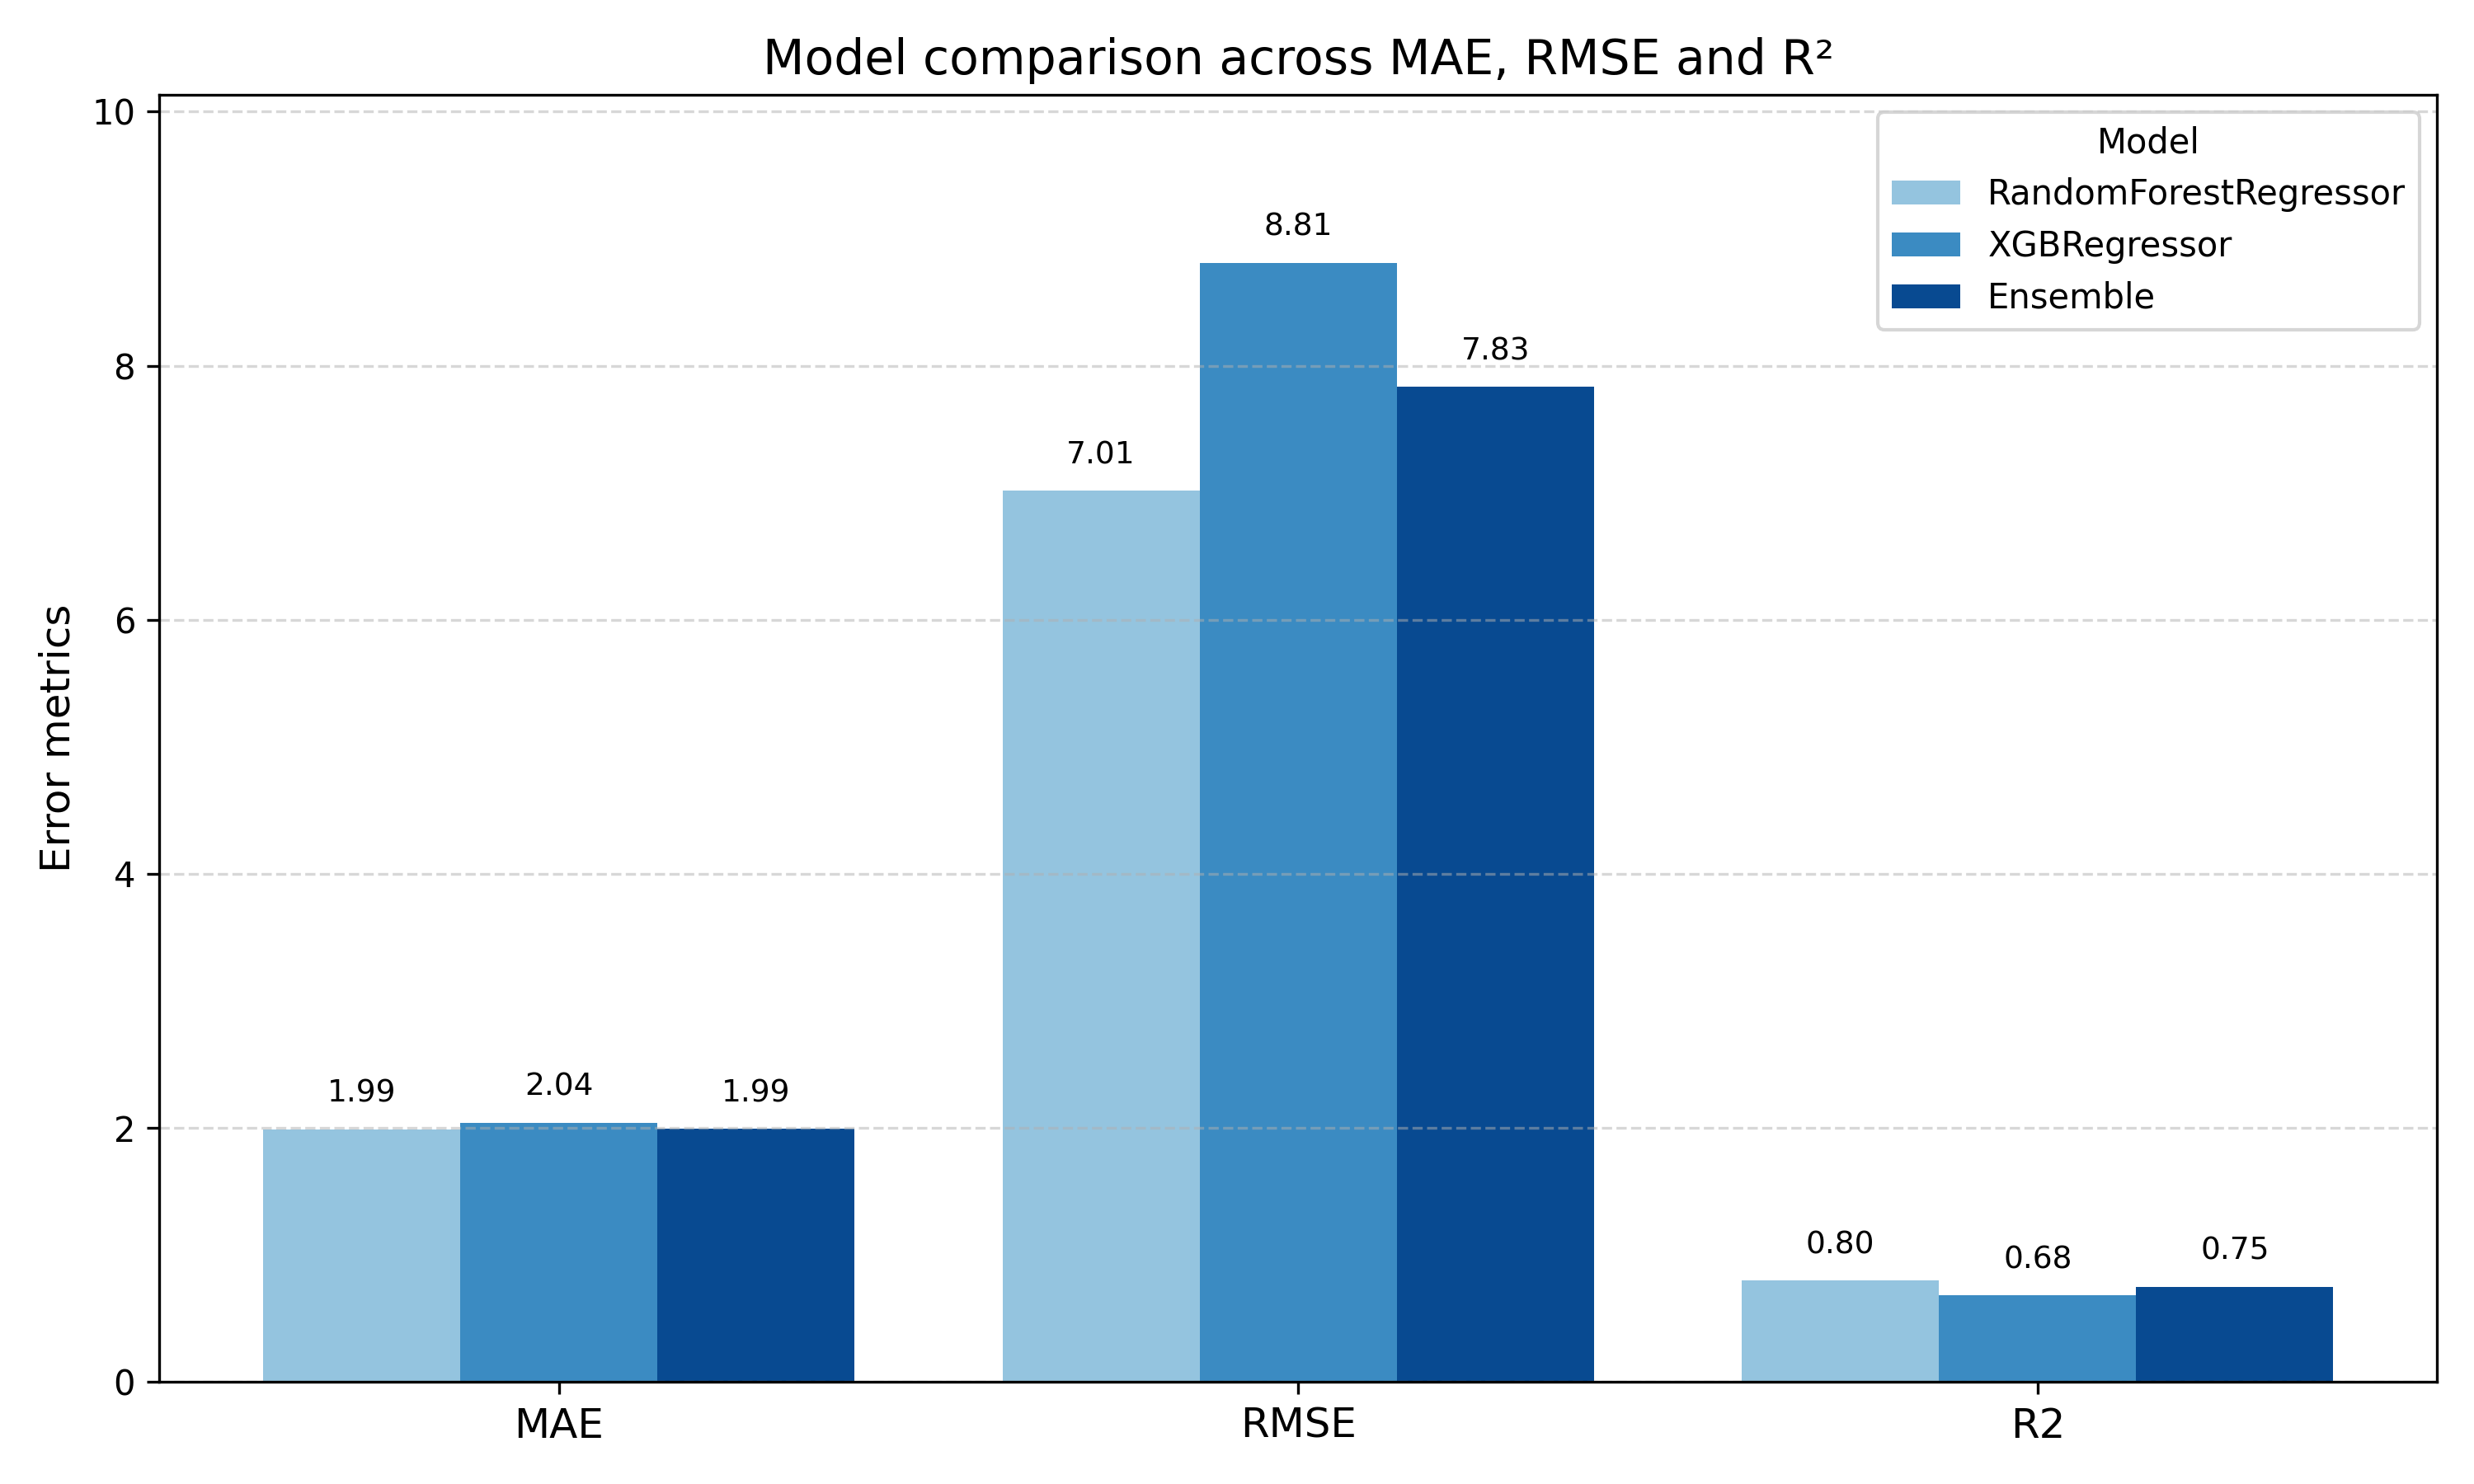 Model comparison across MAE, RMSE and R²
Error metrics
10
8
6
4
2
0
Model
RandomForestRegressor
XGBRegressor
Ensemble
1.99
2.04
1.99
7.01
8.81
7.83
0.80
0.68
0.75
MAE
RMSE
R2